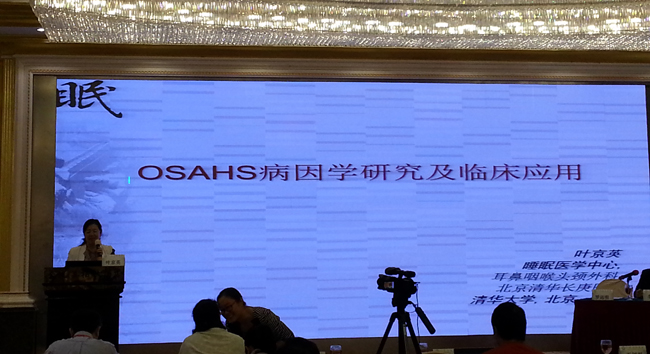 眠
OSAHS病因学研究及临床应用
叶京英
睡眠医学中心,
耳鼻咽喉头颈外科
北京清华长庚
清华大学, 北京